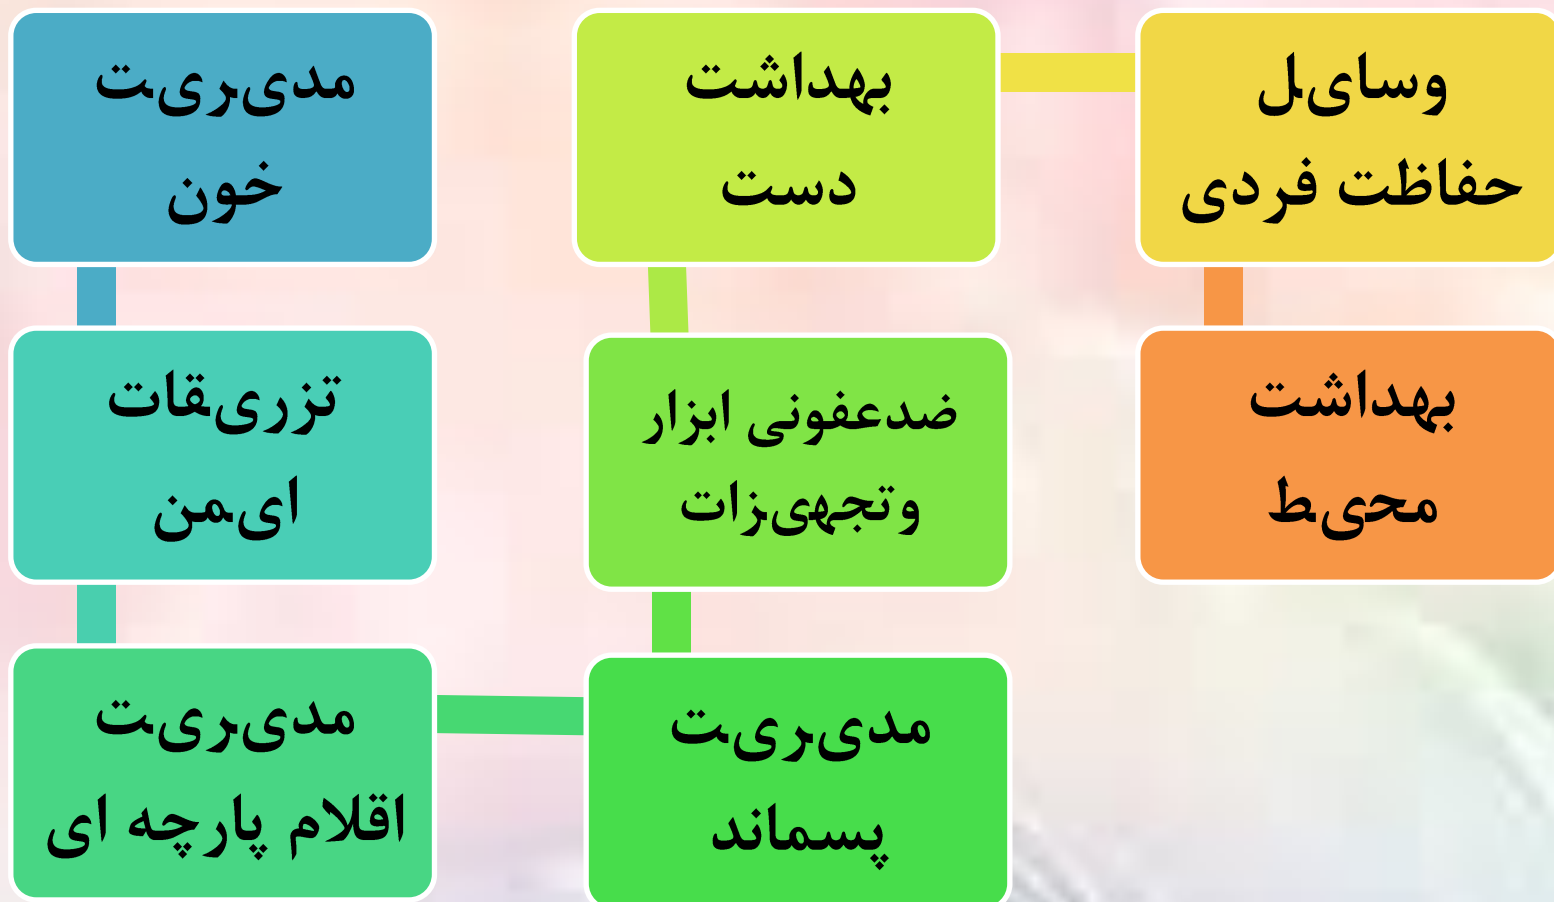 وسایل
حفاظت فردی
بهداشت
محیط
بهداشت
دست
ضدعفونی ابزار
وتجهیزات
مدیریت
پسماند
مدیریت
خون
تزریقات
ایمن
مدیریت
اقلام پارچه ای